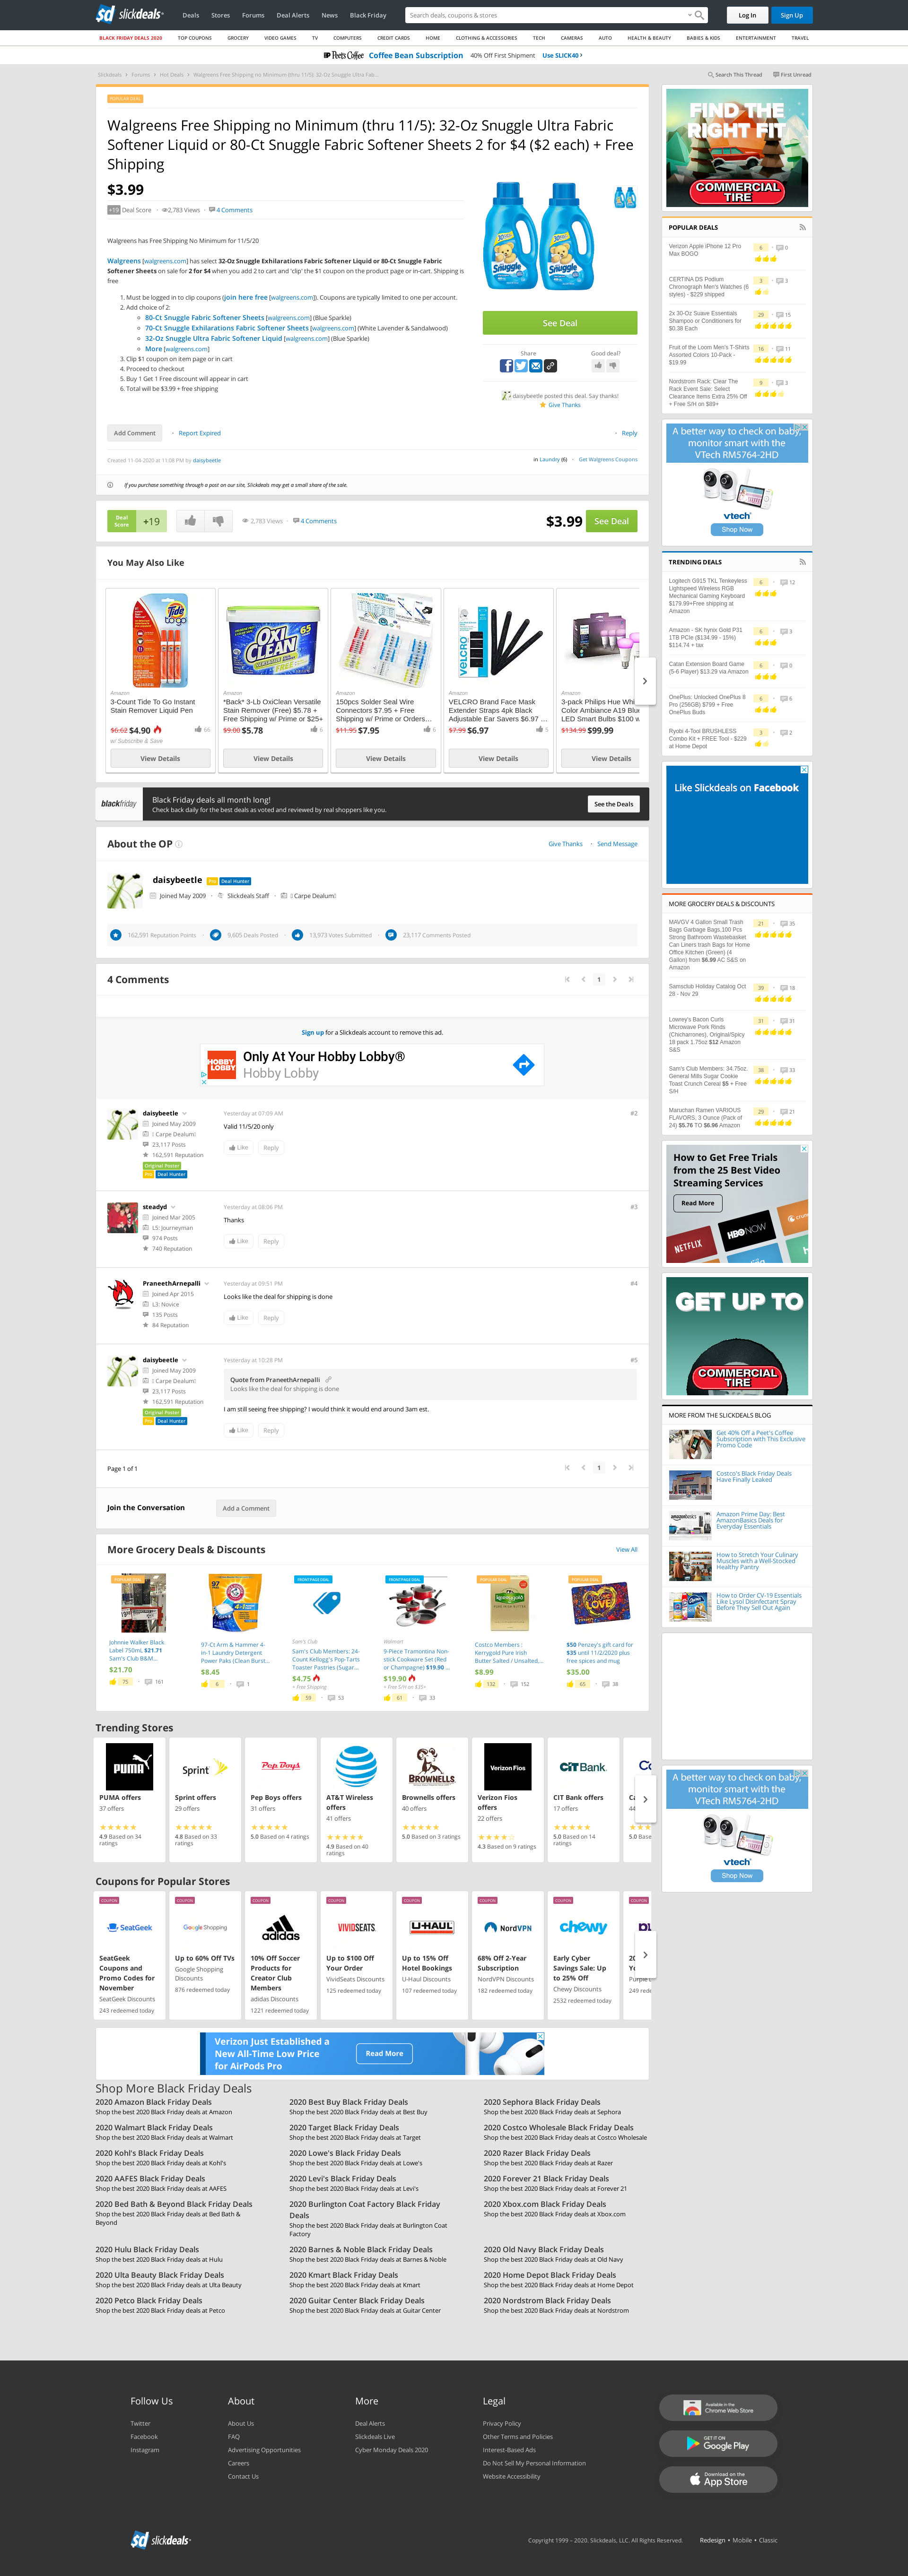 sd slickdeals
Deals Stores Forums Deal Alerts News Black Friday
Search deals, coupons & stores
Log In Sign Up
BLACK FRIDAY DEALS 2020 TOP COUPONS GROCERY VIDEO GAMES TV COMPUTERS CREDIT CARDS HOME CLOTHING & ACCESSORIES TECH CAMERAS AUTO HEALTH & BEAUTY BABIES & KIDS ENTERTAINMENT TRAVEL
Peet's Coffee Coffee Bean Subscription 40% Off First Shipment Use SLICK40 ›
Slickdeals > Forums > Hot Deals > Walgreens Free Shipping no Minimum (thru 11/5): 32-Oz Snuggle Ultra Fab...
Search This Thread First Unread
POPULAR DEAL
Walgreens Free Shipping no Minimum (thru 11/5): 32-Oz Snuggle Ultra Fabric
Softener Liquid or 80-Ct Snuggle Fabric Softener Sheets 2 for $4 ($2 each) + Free
Shipping
$3.99
+19 Deal Score 2,783 Views 4 Comments
Walgreens has Free Shipping No Minimum for 11/5/20
Walgreens [walgreens.com] has select 32-Oz Snuggle Exhilarations Fabric Softener Liquid or 80-Ct Snuggle Fabric
Softener Sheets on sale for 2 for $4 when you add 2 to cart and 'clip' the $1 coupon on the product page or in-cart. Shipping is
free
1. Must be logged in to clip coupons (join here free [walgreens.com]). Coupons are typically limited to one per account.
2. Add choice of 2:
80-Ct Snuggle Fabric Softener Sheets [walgreens.com] (Blue Sparkle)
70-Ct Snuggle Exhilarations Fabric Softener Sheets [walgreens.com] (White Lavender & Sandalwood)
32-Oz Snuggle Ultra Fabric Softener Liquid [walgreens.com] (Blue Sparkle)
More [walgreens.com]
3. Clip $1 coupon on item page or in cart
4. Proceed to checkout
5. Buy 1 Get 1 Free discount will appear in cart
6. Total will be $3.99 + free shipping
Snuggle
Snuggle
See Deal
Share Good deal?
daisybeetle posted this deal. Say thanks!
Give Thanks
Add Comment Report Expired Reply
Created 11-04-2020 at 11:08 PM by daisybeetle
in Laundry (6) Get Walgreens Coupons
If you purchase something through a post on our site, Slickdeals may get a small share of the sale.
Deal
Score +19
2,783 Views 4 Comments
$3.99 See Deal
You May Also Like
Amazon
3-Count Tide To Go Instant
Stain Remover Liquid Pen
$6.62 $4.90 66
w/ Subscribe & Save
View Details
Amazon
*Back* 3-Lb OxiClean Versatile
Stain Remover (Free) $5.78 +
Free Shipping w/ Prime or $25+
$9.00 $5.78 6
View Details
Amazon
150pcs Solder Seal Wire
Connectors $7.95 + Free
Shipping w/ Prime or Orders…
$11.95 $7.95 6
View Details
Amazon
VELCRO Brand Face Mask
Extender Straps 4pk Black
Adjustable Ear Savers $6.97 …
$7.99 $6.97 5
View Details
Amazon
3-pack Philips Hue Whi
Color Ambiance A19 Blu
LED Smart Bulbs $100 w
$134.99 $99.99
View Details
blackfriday
Black Friday deals all month long!
Check back daily for the best deals as voted and reviewed by real shoppers like you.
See the Deals
About the OP
Give Thanks Send Message
daisybeetle Pro Deal Hunter
Joined May 2009 Slickdeals Staff Carpe Dalum
162,591 Reputation Points 9,605 Deals Posted 13,973 Votes Submitted 23,117 Comments Posted
4 Comments
1
Sign up for a Slickdeals account to remove this ad.
HOBBY LOBBY
Only At Your Hobby Lobby®
Hobby Lobby
daisybeetle
Joined May 2009
Carpe Dalum
23,117 Posts
162,591 Reputation
Original Poster
Pro Deal Hunter
Yesterday at 07:09 AM #2
Valid 11/5/20 only
Like Reply
steadyd
Joined Mar 2005
L5: Journeyman
974 Posts
740 Reputation
Yesterday at 08:06 PM #3
Thanks
Like Reply
PraneethArnepalli
Joined Apr 2015
L3: Novice
135 Posts
84 Reputation
Yesterday at 09:51 PM #4
Looks like the deal for shipping is done
Like Reply
daisybeetle
Joined May 2009
Carpe Dalum
23,117 Posts
162,591 Reputation
Original Poster
Pro Deal Hunter
Yesterday at 10:28 PM #5
Quote from PraneethArnepalli
Looks like the deal for shipping is done
I am still seeing free shipping? I would think it would end around 3am est.
Like Reply
Page 1 of 1
1
Join the Conversation Add a Comment
More Grocery Deals & Discounts View All
POPULAR DEAL
Johnnie Walker Black
Label 750mL $21.71
Sam's Club B&M…
$21.70
75 161
97-Ct Arm & Hammer 4-
in-1 Laundry Detergent
Power Paks (Clean Burst…
$8.45
6 1
FRONTPAGE DEAL
Sam's Club
Sam's Club Members: 24-
Count Kellogg's Pop-Tarts
Toaster Pastries (Sugar…
$4.75
+ Free Shipping
59 53
FRONTPAGE DEAL
Walmart
9-Piece Tramontina Non-
stick Cookware Set (Red
or Champagne) $19.90 …
$19.90
+ Free S/H on $35+
61 33
POPULAR DEAL
Costco Members :
Kerrygold Pure Irish
Butter Salted / Unsalted,…
$8.99
132 152
POPULAR DEAL
$50 Penzey's gift card for
$35 until 11/2/2020 plus
free spices and mug
$35.00
65 38
Trending Stores
PUMA offers
37 offers
4.9 Based on 34
ratings
Sprint offers
29 offers
4.8 Based on 33
ratings
Pep Boys offers
31 offers
5.0 Based on 4 ratings
AT&T Wireless
offers
41 offers
4.9 Based on 40
ratings
Brownells offers
40 offers
5.0 Based on 3 ratings
Verizon Fios
offers
22 offers
4.3 Based on 9 ratings
CIT Bank offers
17 offers
5.0 Based on 14
ratings
Coupons for Popular Stores
COUPON
SeatGeek
SeatGeek
Coupons and
Promo Codes for
November
SeatGeek Discounts
243 redeemed today
COUPON
Google Shopping
Up to 60% Off TVs
Google Shopping
Discounts
876 redeemed today
COUPON
adidas
10% Off Soccer
Products for
Creator Club
Members
adidas Discounts
1221 redeemed today
COUPON
VIVIDSEATS.
Up to $100 Off
Your Order
VividSeats Discounts
125 redeemed today
COUPON
U-HAUL
Up to 15% Off
Hotel Bookings
U-Haul Discounts
107 redeemed today
COUPON
NordVPN
68% Off 2-Year
Subscription
NordVPN Discounts
182 redeemed today
COUPON
chewy
Early Cyber
Savings Sale: Up
to 25% Off
Chewy Discounts
2532 redeemed today
COUPON
Verizon Just Established a
New All-Time Low Price
for AirPods Pro
Read More
Shop More Black Friday Deals
2020 Amazon Black Friday Deals
Shop the best 2020 Black Friday deals at Amazon
2020 Best Buy Black Friday Deals
Shop the best 2020 Black Friday deals at Best Buy
2020 Sephora Black Friday Deals
Shop the best 2020 Black Friday deals at Sephora
2020 Walmart Black Friday Deals
Shop the best 2020 Black Friday deals at Walmart
2020 Target Black Friday Deals
Shop the best 2020 Black Friday deals at Target
2020 Costco Wholesale Black Friday Deals
Shop the best 2020 Black Friday deals at Costco Wholesale
2020 Kohl's Black Friday Deals
Shop the best 2020 Black Friday deals at Kohl's
2020 Lowe's Black Friday Deals
Shop the best 2020 Black Friday deals at Lowe's
2020 Razer Black Friday Deals
Shop the best 2020 Black Friday deals at Razer
2020 AAFES Black Friday Deals
Shop the best 2020 Black Friday deals at AAFES
2020 Levi's Black Friday Deals
Shop the best 2020 Black Friday deals at Levi's
2020 Forever 21 Black Friday Deals
Shop the best 2020 Black Friday deals at Forever 21
2020 Bed Bath & Beyond Black Friday Deals
Shop the best 2020 Black Friday deals at Bed Bath &
Beyond
2020 Burlington Coat Factory Black Friday
Deals
Shop the best 2020 Black Friday deals at Burlington Coat
Factory
2020 Xbox.com Black Friday Deals
Shop the best 2020 Black Friday deals at Xbox.com
2020 Hulu Black Friday Deals
Shop the best 2020 Black Friday deals at Hulu
2020 Barnes & Noble Black Friday Deals
Shop the best 2020 Black Friday deals at Barnes & Noble
2020 Old Navy Black Friday Deals
Shop the best 2020 Black Friday deals at Old Navy
2020 Ulta Beauty Black Friday Deals
Shop the best 2020 Black Friday deals at Ulta Beauty
2020 Kmart Black Friday Deals
Shop the best 2020 Black Friday deals at Kmart
2020 Home Depot Black Friday Deals
Shop the best 2020 Black Friday deals at Home Depot
2020 Petco Black Friday Deals
Shop the best 2020 Black Friday deals at Petco
2020 Guitar Center Black Friday Deals
Shop the best 2020 Black Friday deals at Guitar Center
2020 Nordstrom Black Friday Deals
Shop the best 2020 Black Friday deals at Nordstrom
FIND THE
RIGHT FIT
COMMERCIAL
TIRE
POPULAR DEALS
Verizon Apple iPhone 12 Pro
Max BOGO
6 0
CERTINA DS Podium
Chronograph Men's Watches (6
styles) - $229 shipped
3 3
2x 30-Oz Suave Essentials
Shampoo or Conditioners for
$0.38 Each
29 15
Fruit of the Loom Men's T-Shirts
Assorted Colors 10-Pack -
$19.99
16 11
Nordstrom Rack: Clear The
Rack Event Sale: Select
Clearance Items Extra 25% Off
+ Free S/H on $89+
9 3
A better way to check on baby,
monitor smart with the
VTech RM5764-2HD
vtech
Shop Now
TRENDING DEALS
Logitech G915 TKL Tenkeyless
Lightspeed Wireless RGB
Mechanical Gaming Keyboard
$179.99+Free shipping at
Amazon
6 12
Amazon - SK hynix Gold P31
1TB PCIe ($134.99 - 15%)
$114.74 + tax
6 3
Catan Extension Board Game
(5-6 Player) $13.29 via Amazon
6 0
OnePlus: Unlocked OnePlus 8
Pro (256GB) $799 + Free
OnePlus Buds
6 6
Ryobi 4-Tool BRUSHLESS
Combo Kit + FREE Tool - $229
at Home Depot
3 2
Like Slickdeals on Facebook
MORE GROCERY DEALS & DISCOUNTS
MAVGV 4 Gallon Small Trash
Bags Garbage Bags,100 Pcs
Strong Bathroom Wastebasket
Can Liners trash Bags for Home
Office Kitchen (Green) (4
Gallon) from $6.99 AC S&S on
Amazon
21 35
Samsclub Holiday Catalog Oct
28 - Nov 29
39 18
Lowrey's Bacon Curls
Microwave Pork Rinds
(Chicharrones), Original/Spicy
18 pack 1.75oz $12 Amazon
S&S
31 31
Sam's Club Members: 34.75oz.
General Mills Sugar Cookie
Toast Crunch Cereal $5 + Free
S/H
38 33
Maruchan Ramen VARIOUS
FLAVORS, 3 Ounce (Pack of
24) $5.76 TO $6.96 Amazon
29 21
How to Get Free Trials
from the 25 Best Video
Streaming Services
Read More
NETFLIX HBO NOW
GET UP TO
COMMERCIAL
TIRE
MORE FROM THE SLICKDEALS BLOG
Get 40% Off a Peet's Coffee
Subscription with This Exclusive
Promo Code
Costco's Black Friday Deals
Have Finally Leaked
Amazon Prime Day: Best
AmazonBasics Deals for
Everyday Essentials
How to Stretch Your Culinary
Muscles with a Well-Stocked
Healthy Pantry
How to Order CV-19 Essentials
Like Lysol Disinfectant Spray
Before They Sell Out Again
A better way to check on baby,
monitor smart with the
VTech RM5764-2HD
vtech
Shop Now
Follow Us
Twitter
Facebook
Instagram
About
About Us
FAQ
Advertising Opportunities
Careers
Contact Us
More
Deal Alerts
Slickdeals Live
Cyber Monday Deals 2020
Legal
Privacy Policy
Other Terms and Policies
Interest-Based Ads
Do Not Sell My Personal Information
Website Accessibility
Available in the
Chrome Web Store
GET IT ON
Google Play
Download on the
App Store
sd slickdeals
Copyright 1999 – 2020. Slickdeals, LLC. All Rights Reserved. Redesign • Mobile • Classic